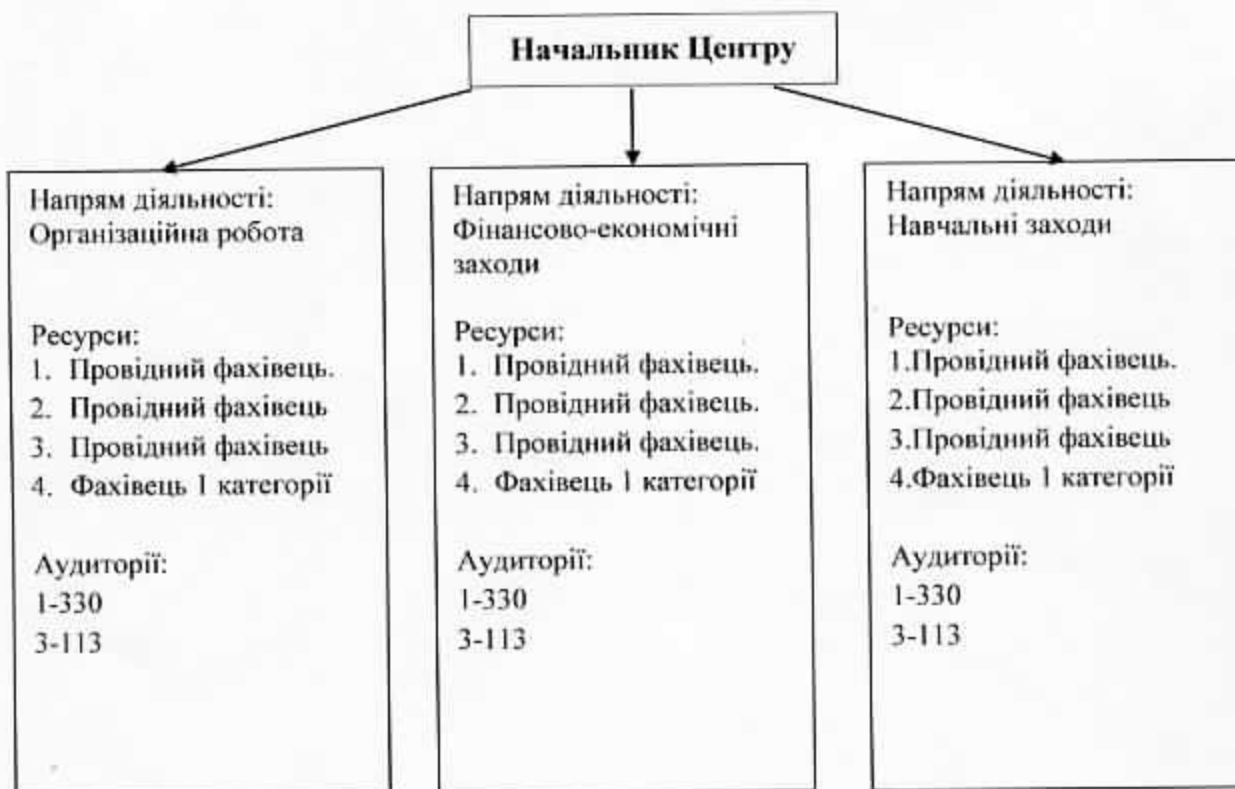 Начальник Центру
Напрям діяльності:
Організаційна робота
Ресурси:
1. Провідний фахівець.
2. Провідний фахівець
3. Провідний фахівець
4. Фахівець 1 категорії
Аудиторії:
1-330
3-113
Напрям діяльності:
Фінансово-економічні
заходи
Ресурси:
1. Провідний фахівець.
2. Провідний фахівець.
3. Провідний фахівець.
4. Фахівець 1 категорії
Аудиторії:
1-330
3-113
Напрям діяльності:
Навчальні заходи
Ресурси:
1.Провідний фахівець.
2.Провідний фахівець
3.Провідний фахівець
4.Фахівець 1 категорії
Аудиторії:
1-330
3-113